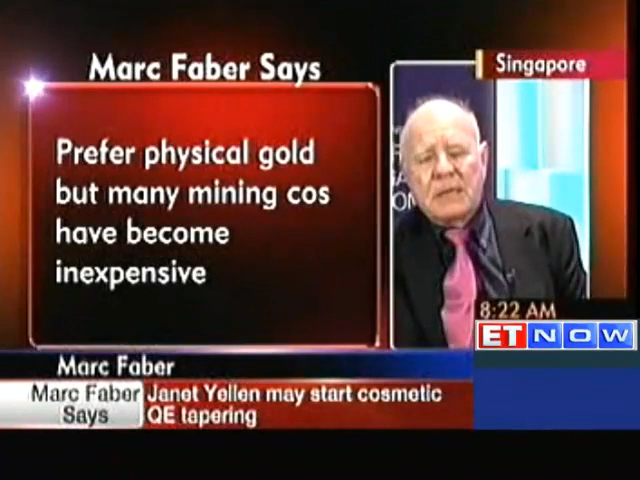 Marc Faber Says
Singapore
Prefer physical gold
but many mining cos
have become
inexpensive
8:22 AM
ET NOW
Marc Faber
Marc Faber Says
Janet Yellen may start cosmetic
QE tapering